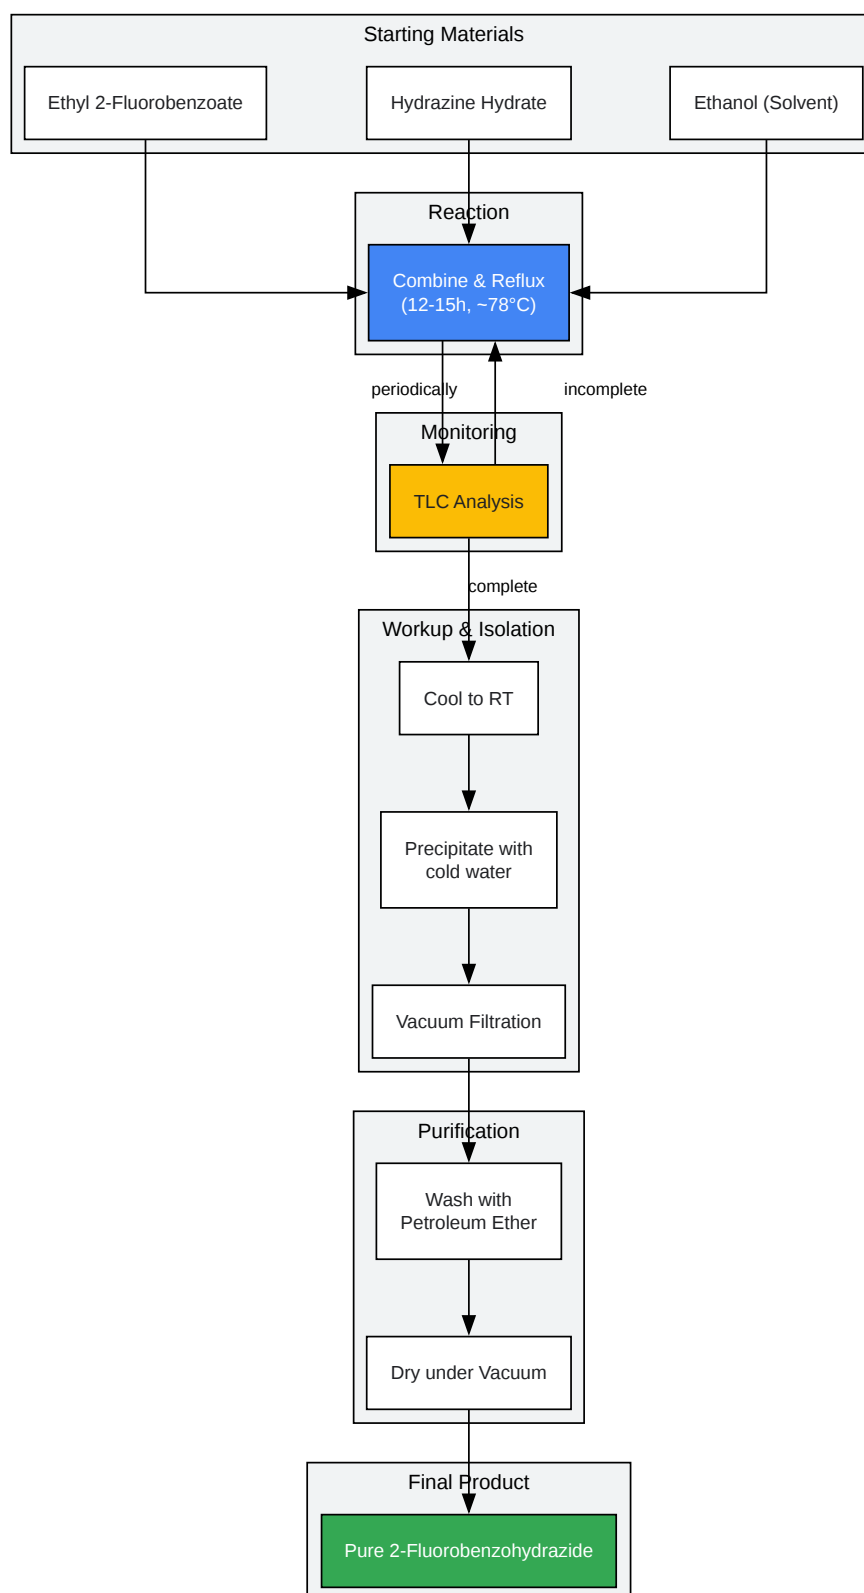 Starting Materials
Ethyl 2-Fluorobenzoate
Hydrazine Hydrate
Ethanol (Solvent)
Reaction
Combine & Reflux
(12-15h, ~78°C)
periodically
incomplete
Monitoring
TLC Analysis
complete
Workup & Isolation
Cool to RT
Precipitate with
cold water
Vacuum Filtration
Purification
Wash with
Petroleum Ether
Dry under Vacuum
Final Product
Pure 2-Fluorobenzohydrazide